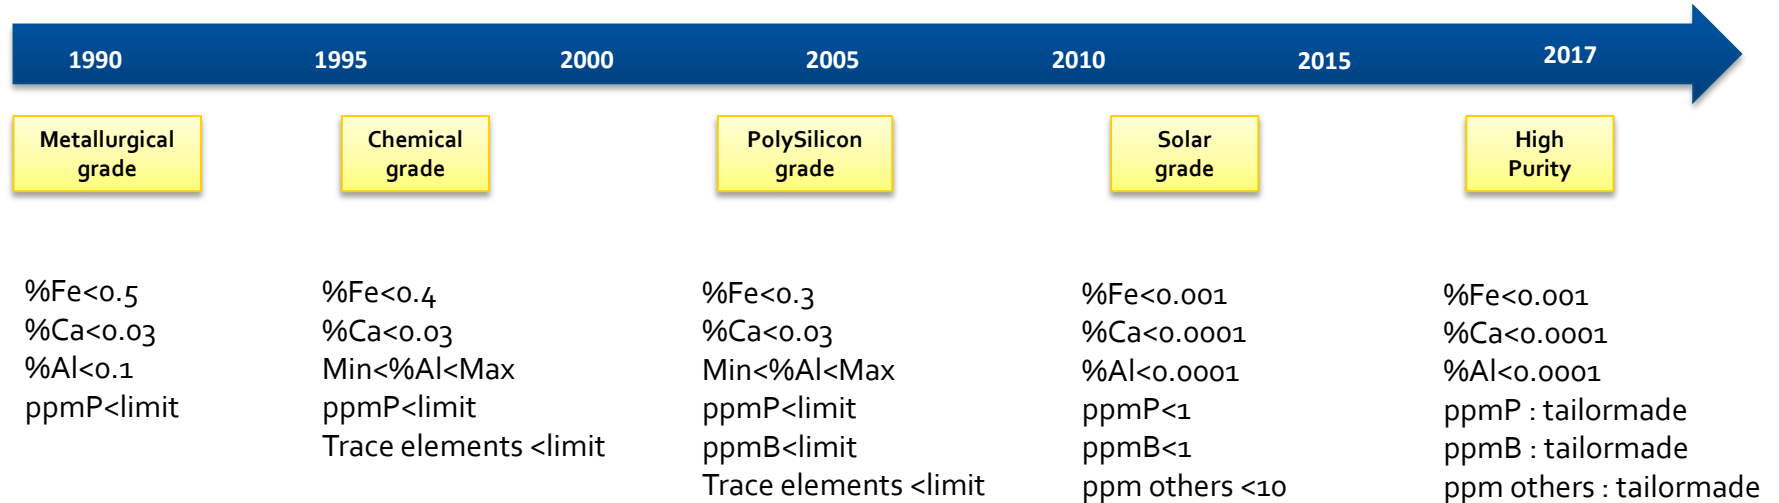 1990 1995 2000 2005 2010 2015 2017
Metallurgical
grade
Chemical
grade
PolySilicon
grade
Solar
grade
High
Purity
%Fe<0.5
%Ca<0.03
%Al<0.1
ppmP<limit
%Fe<0.4
%Ca<0.03
Min<%Al<Max
ppmP<limit
Trace elements <limit
%Fe<0.3
%Ca<0.03
Min<%Al<Max
ppmP<limit
ppmB<limit
Trace elements <limit
%Fe<0.001
%Ca<0.0001
%Al<0.0001
ppmP<1
ppmB<1
ppm others <10
%Fe<0.001
%Ca<0.0001
%Al<0.0001
ppmP : tailormade
ppmB : tailormade
ppm others : tailormade